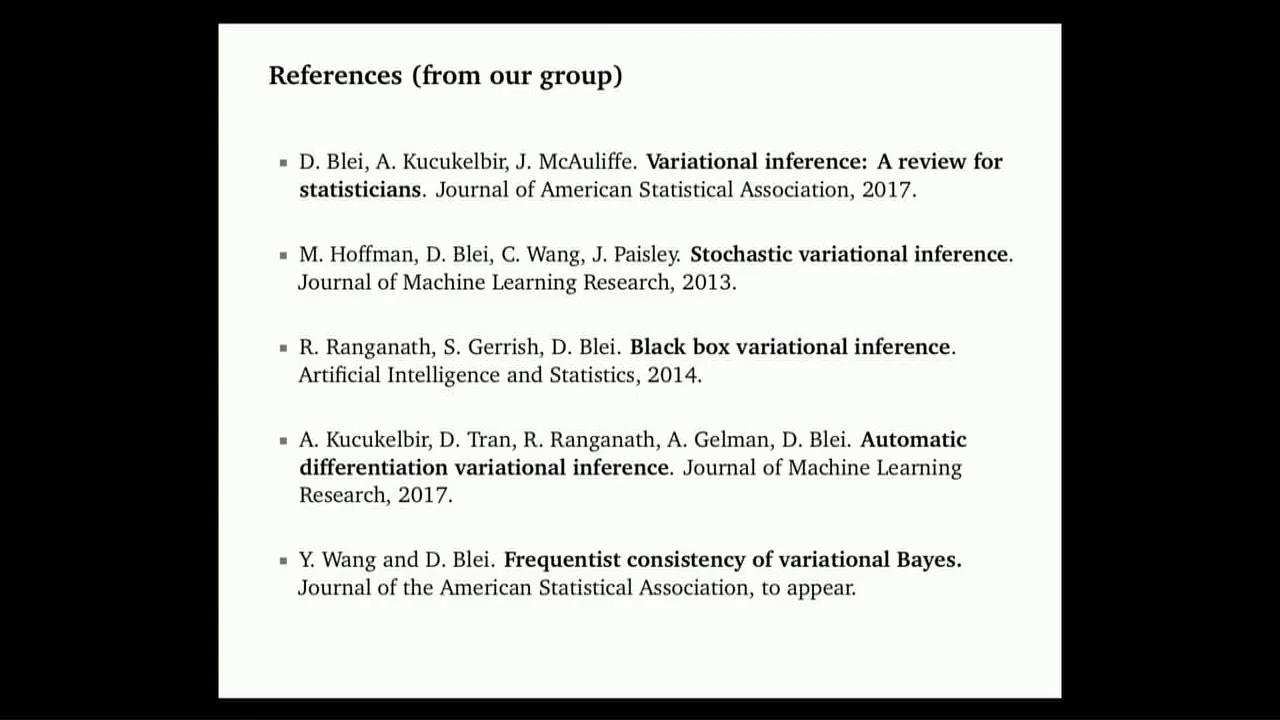 References (from our group)
▪ D. Blei, A. Kucukelbir, J. McAuliffe. Variational inference: A review for
statisticians. Journal of American Statistical Association, 2017.
▪ M. Hoffman, D. Blei, C. Wang, J. Paisley. Stochastic variational inference.
Journal of Machine Learning Research, 2013.
▪ R. Ranganath, S. Gerrish, D. Blei. Black box variational inference.
Artificial Intelligence and Statistics, 2014.
▪ A. Kucukelbir, D. Tran, R. Ranganath, A. Gelman, D. Blei. Automatic
differentiation variational inference. Journal of Machine Learning
Research, 2017.
▪ Y. Wang and D. Blei. Frequentist consistency of variational Bayes.
Journal of the American Statistical Association, to appear.